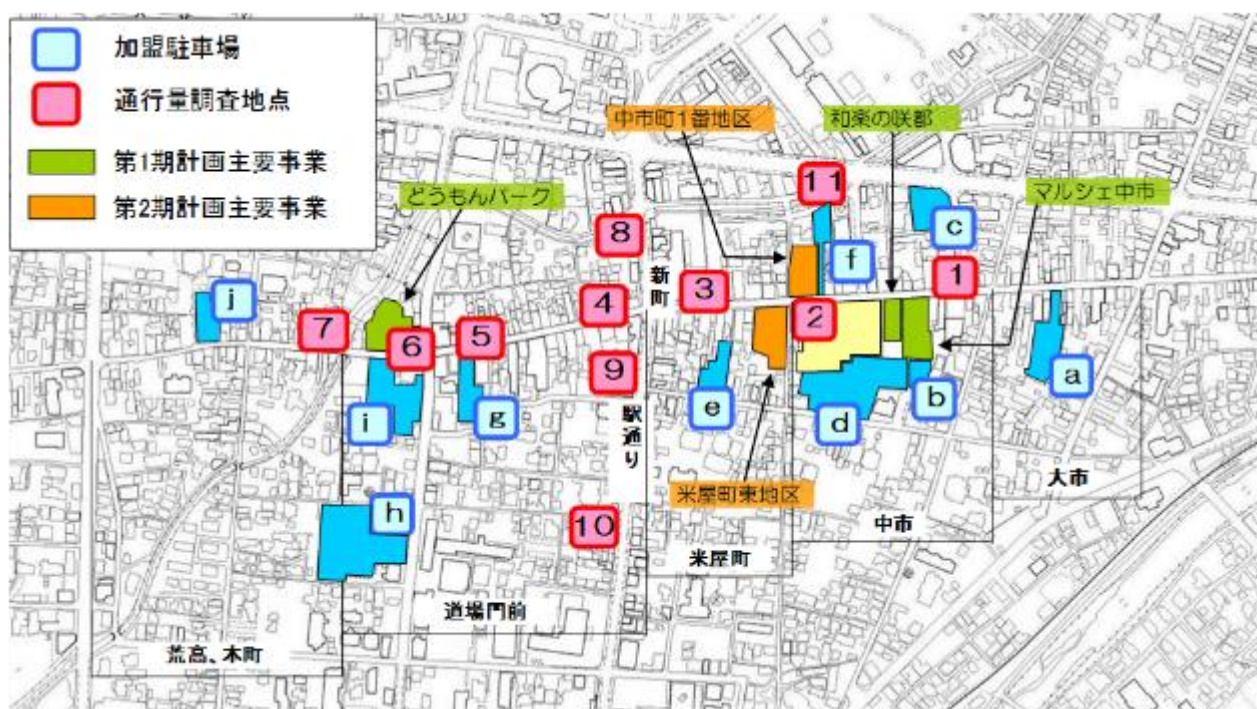 加盟駐車場
通行量調査地点
第1期計画主要事業
第2期計画主要事業
中市町1番地区
和楽の咲都
どうもんパーク
マルシェ中市
11
c
8
f
1
新町
3
j
4
7
2
5
6
9
a
e
b
i
g
d
駅通り
米屋町東地区
大市
h
10
中市
米屋町
道場門前
荒高、本町